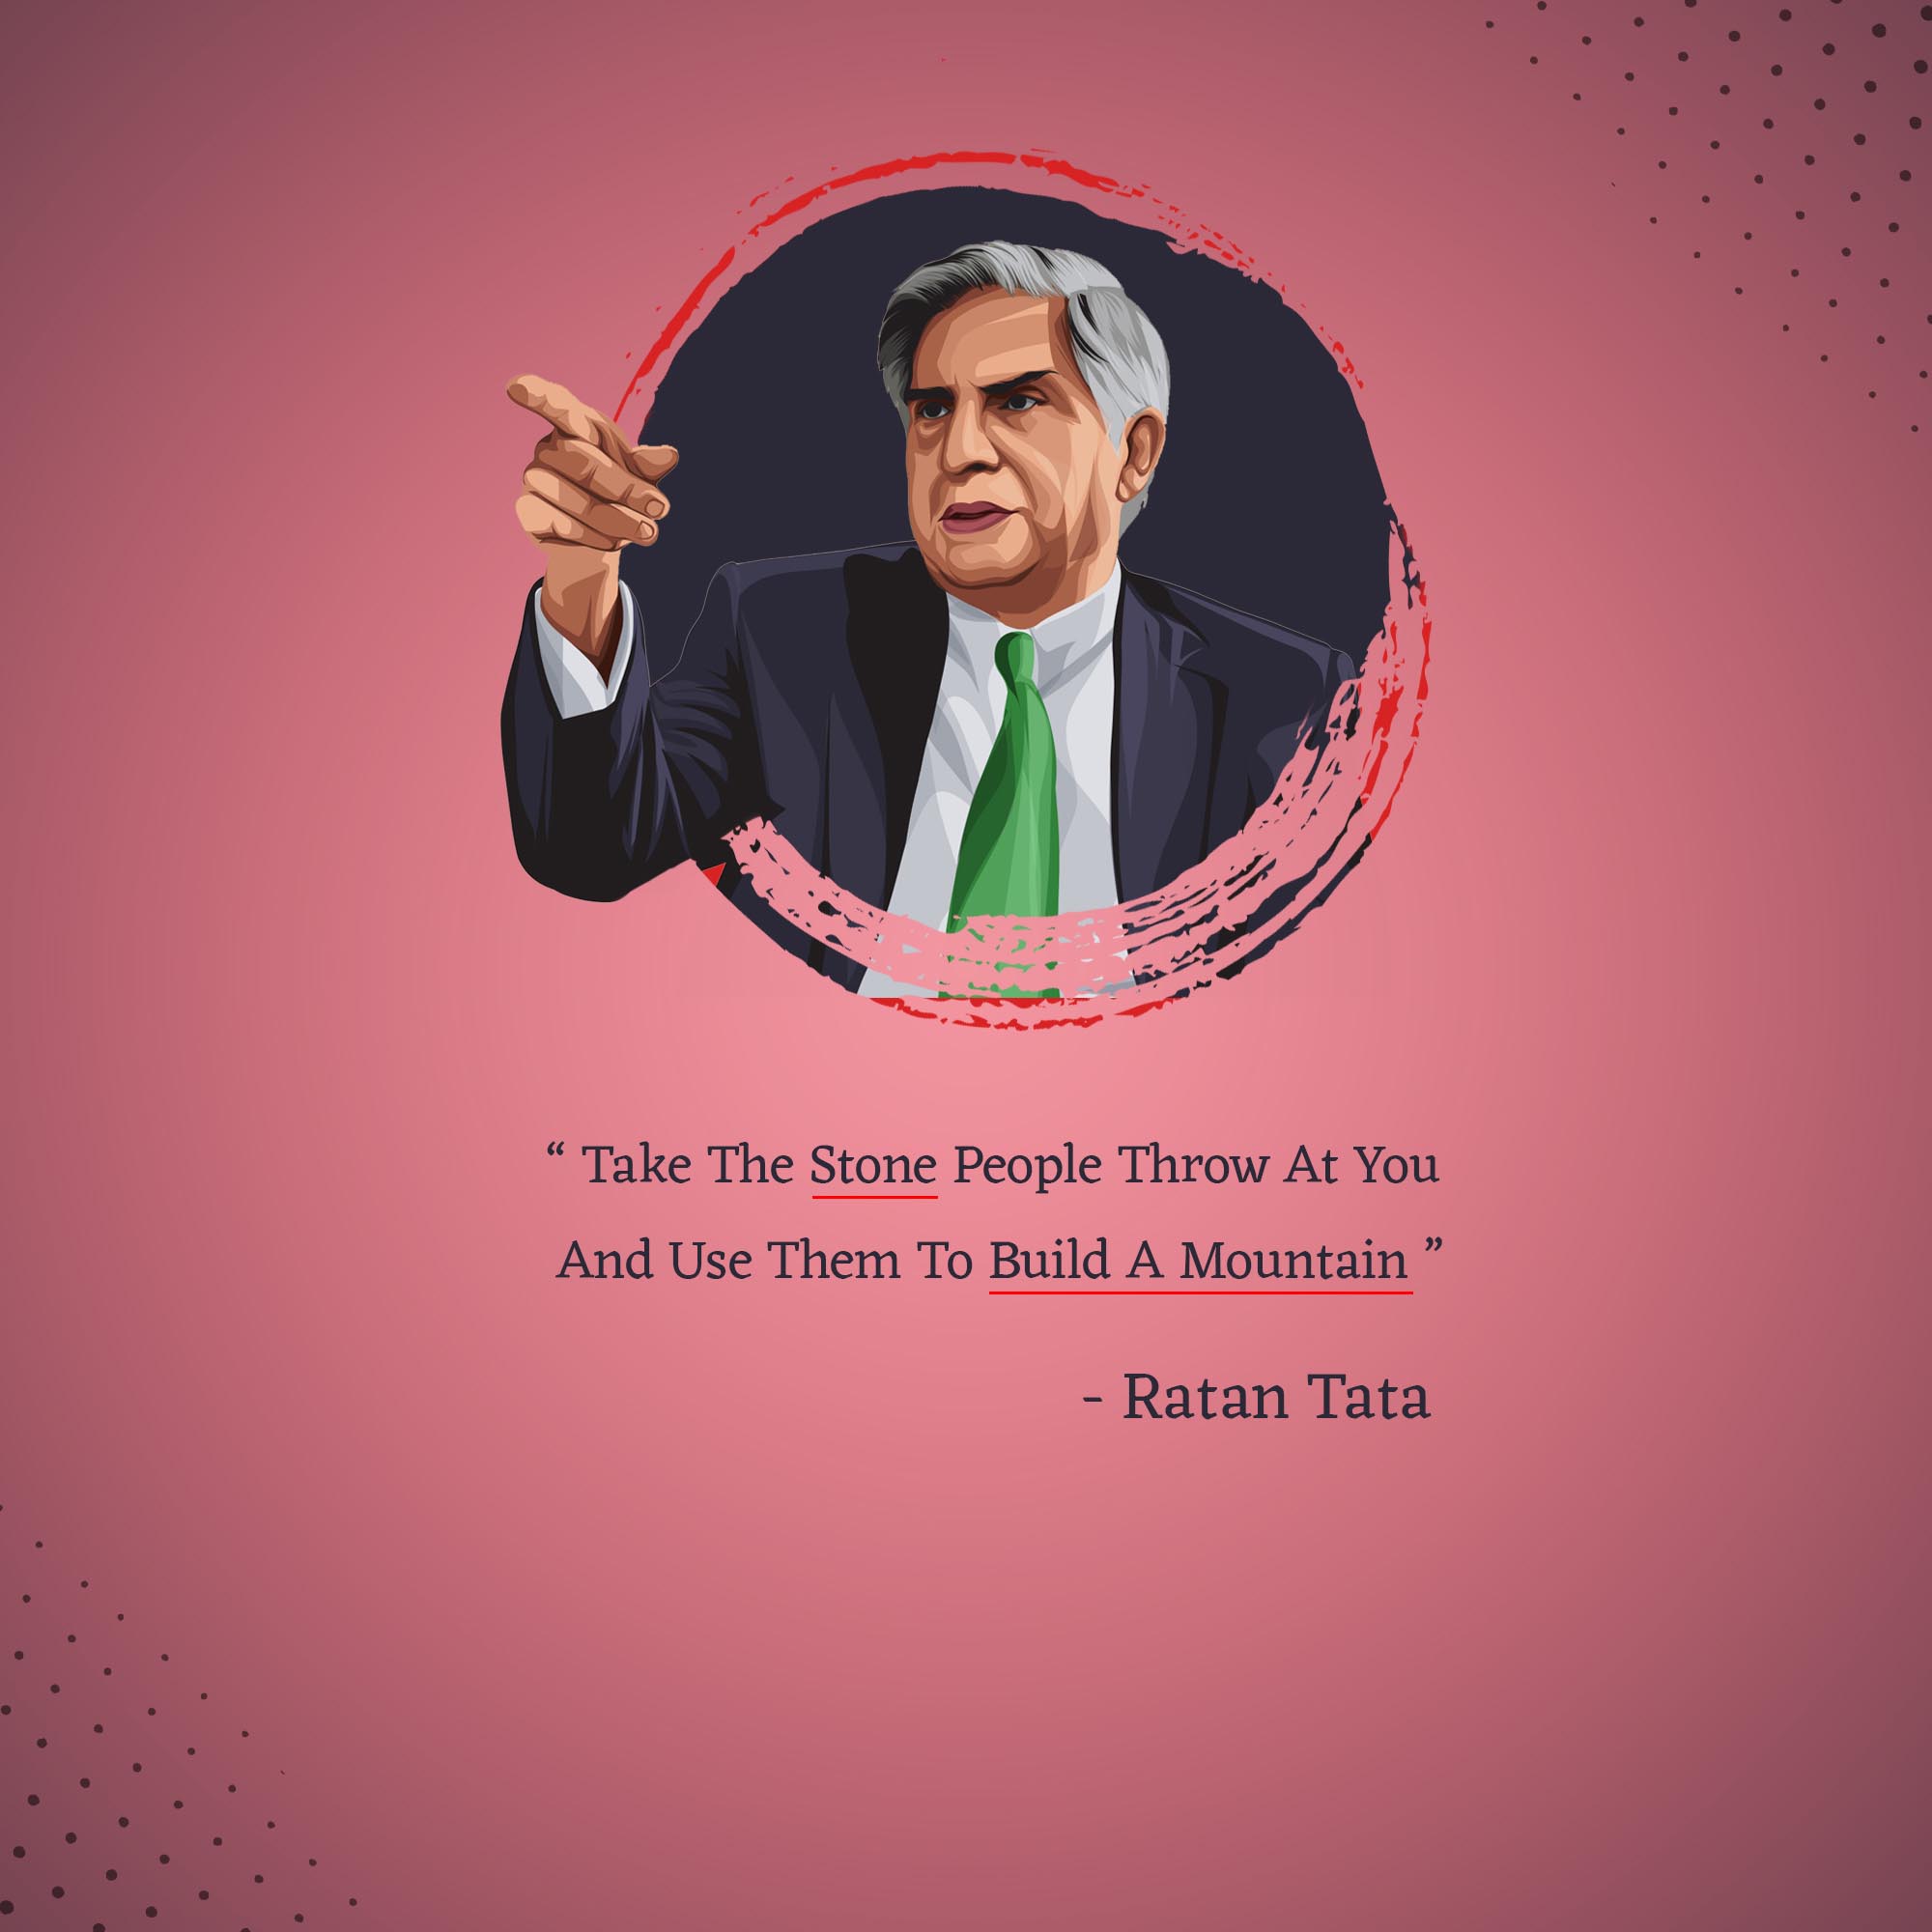 “ Take The Stone People Throw At You
And Use Them To Build A Mountain ”
- Ratan Tata